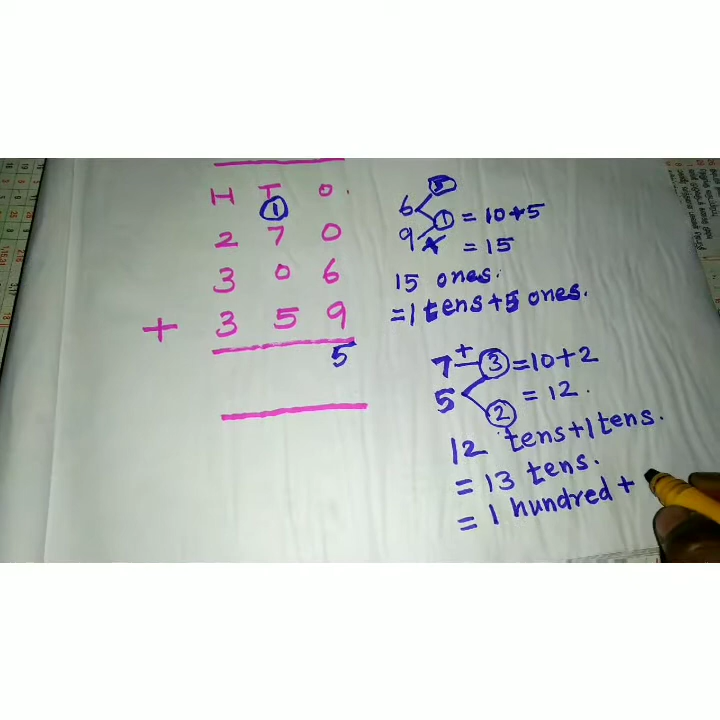 H T O
1
2 7 0
3 0 6
+ 3 5 9
5
5
6
1 = 10+5
9
= 15
15 ones.
=1 tens+5 ones.
7 + 3 =10+2
5 = 12.
2
12 tens+1 tens.
= 13 tens.
= 1 hundred +